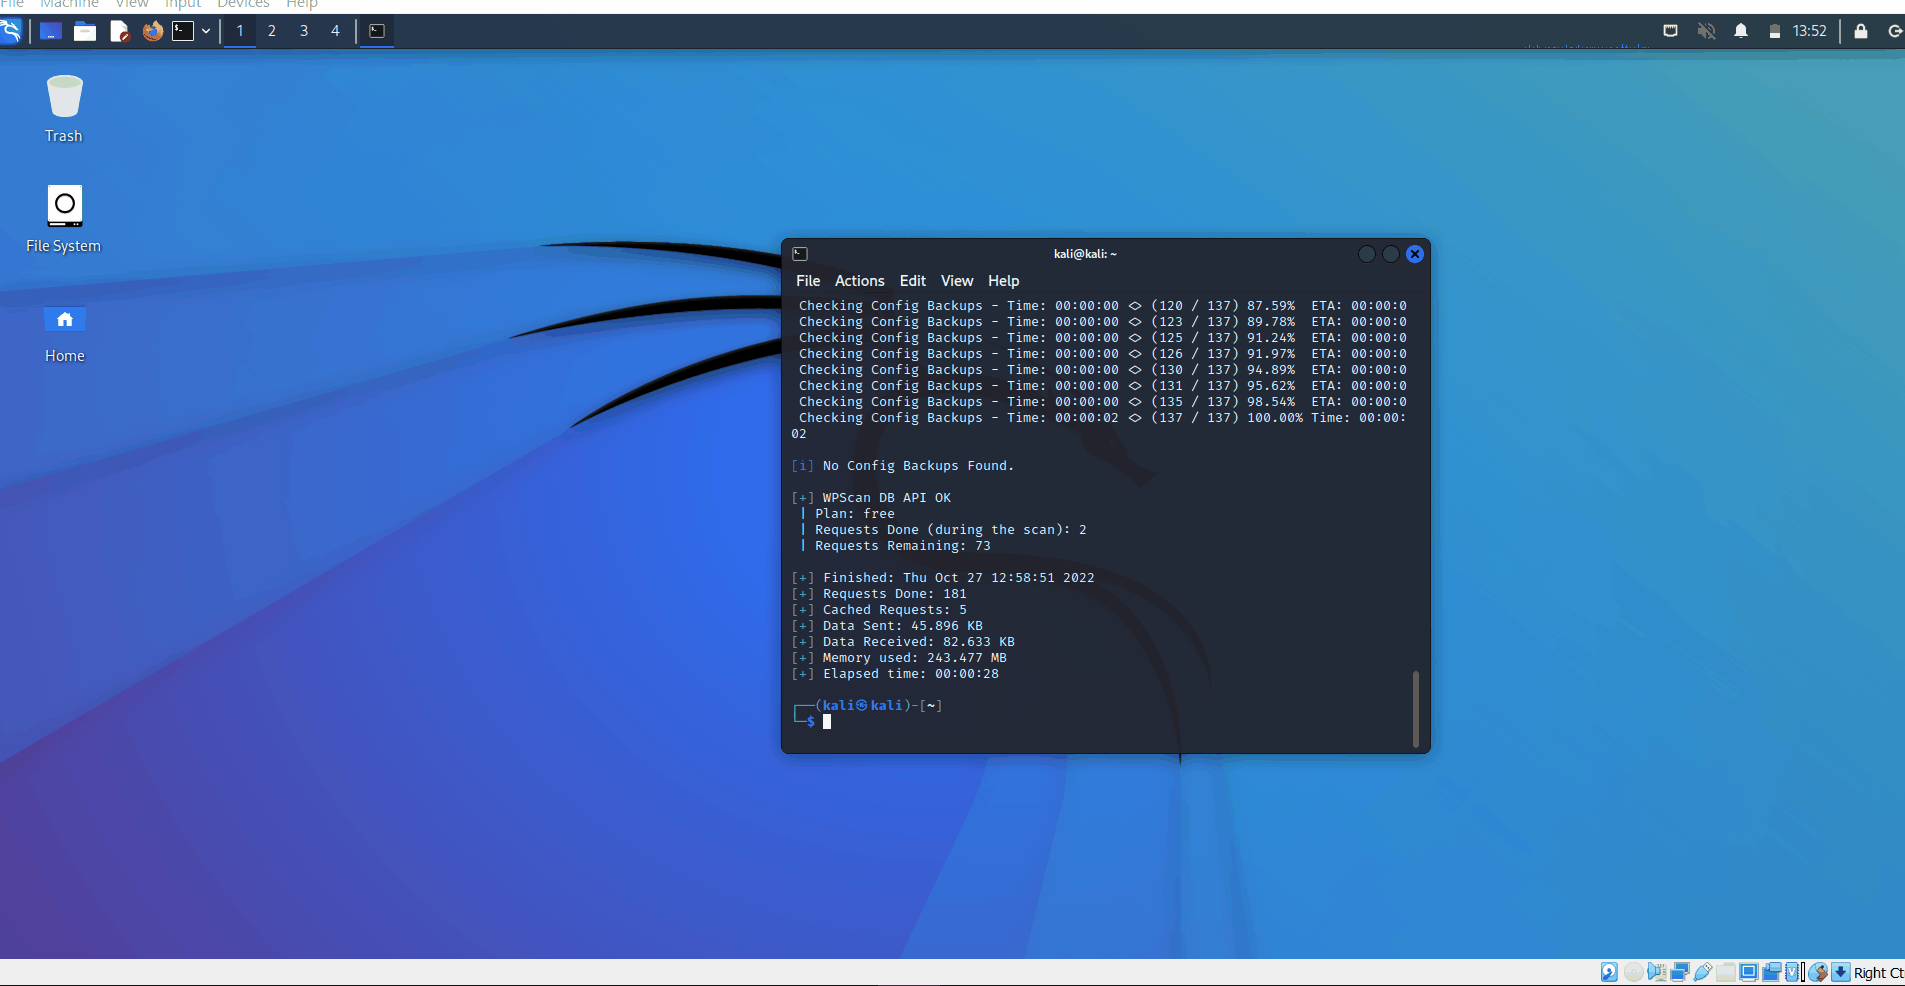 File Machine View Input Devices Help
1 2 3 4 13:52
Trash
File System
Home
kali@kali: ~
File Actions Edit View Help
Checking Config Backups - Time: 00:00:00 <> (120 / 137) 87.59%  ETA: 00:00:0
Checking Config Backups - Time: 00:00:00 <> (123 / 137) 89.78%  ETA: 00:00:0
Checking Config Backups - Time: 00:00:00 <> (125 / 137) 91.24%  ETA: 00:00:0
Checking Config Backups - Time: 00:00:00 <> (126 / 137) 91.97%  ETA: 00:00:0
Checking Config Backups - Time: 00:00:00 <> (130 / 137) 94.89%  ETA: 00:00:0
Checking Config Backups - Time: 00:00:00 <> (131 / 137) 95.62%  ETA: 00:00:0
Checking Config Backups - Time: 00:00:00 <> (135 / 137) 98.54%  ETA: 00:00:0
Checking Config Backups - Time: 00:00:02 <> (137 / 137) 100.00% Time: 00:00:
02
[i] No Config Backups Found.
[+] WPScan DB API OK
| Plan: free
| Requests Done (during the scan): 2
| Requests Remaining: 73
[+] Finished: Thu Oct 27 12:58:51 2022
[+] Requests Done: 181
[+] Cached Requests: 5
[+] Data Sent: 45.896 KB
[+] Data Received: 82.633 KB
[+] Memory used: 243.477 MB
[+] Elapsed time: 00:00:28
┌──(kali㉿kali)-[~]
└─$
Right Ct